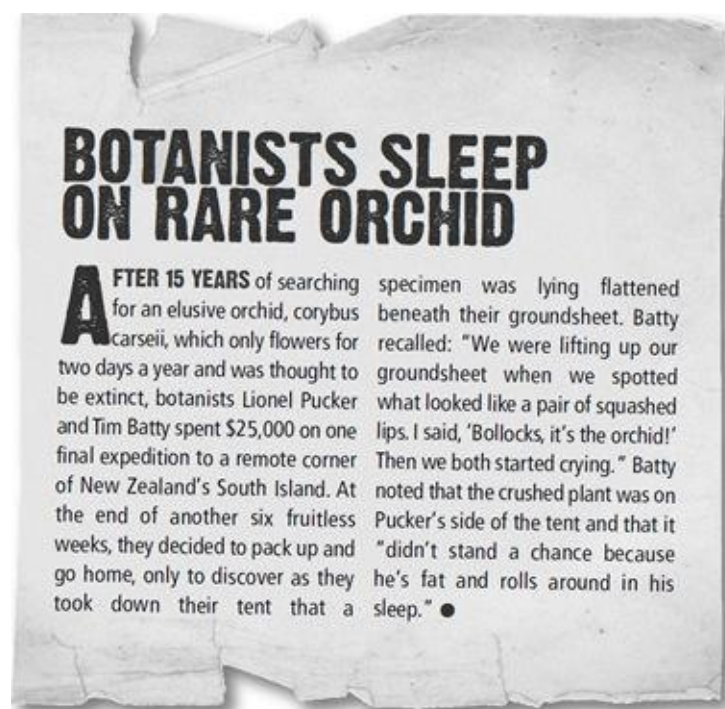 BOTANISTS SLEEP
ON RARE ORCHID
AFTER 15 YEARS of searching
for an elusive orchid, corybus
carseii, which only flowers for
two days a year and was thought to
be extinct, botanists Lionel Pucker
and Tim Batty spent $25,000 on one
final expedition to a remote corner
of New Zealand's South Island. At
the end of another six fruitless
weeks, they decided to pack up and
go home, only to discover as they
took down their tent that a
specimen was lying flattened
beneath their groundsheet. Batty
recalled: "We were lifting up our
groundsheet when we spotted
what looked like a pair of squashed
lips. I said, 'Bollocks, it's the orchid!'
Then we both started crying." Batty
noted that the crushed plant was on
Pucker's side of the tent and that it
"didn't stand a chance because
he's fat and rolls around in his
sleep." ●